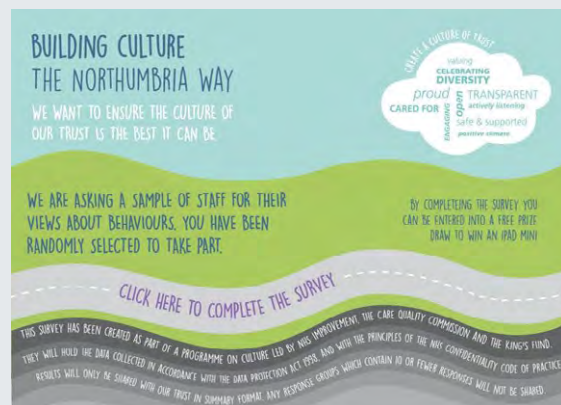 BUILDING CULTURE
THE NORTHUMBRIA WAY
WE WANT TO ENSURE THE CULTURE OF
OUR TRUST IS THE BEST IT CAN BE
CREATE A CULTURE OF TRUST
valuing
CELEBRATING
DIVERSITY
proud
CARED FOR
ENGAGING
open
TRANSPARENT
actively listening
safe & supported
positive climate
WE ARE ASKING A SAMPLE OF STAFF FOR THEIR
VIEWS ABOUT BEHAVIOURS. YOU HAVE BEEN
RANDOMLY SELECTED TO TAKE PART.
BY COMPLETEING THE SURVEY YOU
CAN BE ENTERED INTO A FREE PRIZE
DRAW TO WIN AN IPAD MINI
CLICK HERE TO COMPLETE THE SURVEY
THIS SURVEY HAS BEEN CREATED AS PART OF A PROGRAMME ON CULTURE LED BY NHS IMPROVEMENT, THE CARE QUALITY COMMISSION AND THE KING'S FUND.
THEY WILL HOLD THE DATA COLLECTED IN ACCORDANCE WITH THE DATA PROTECTION ACT 1998, AND WITH THE PRINCIPLES OF THE NHS CONFIDENTIALITY CODE OF PRACTICE.
RESULTS WILL ONLY BE SHARED WITH OUR TRUST IN SUMMARY FORMAT. ANY RESPONSE GROUPS WHICH CONTAIN 10 OR FEWER RESPONSES WILL NOT BE SHARED.